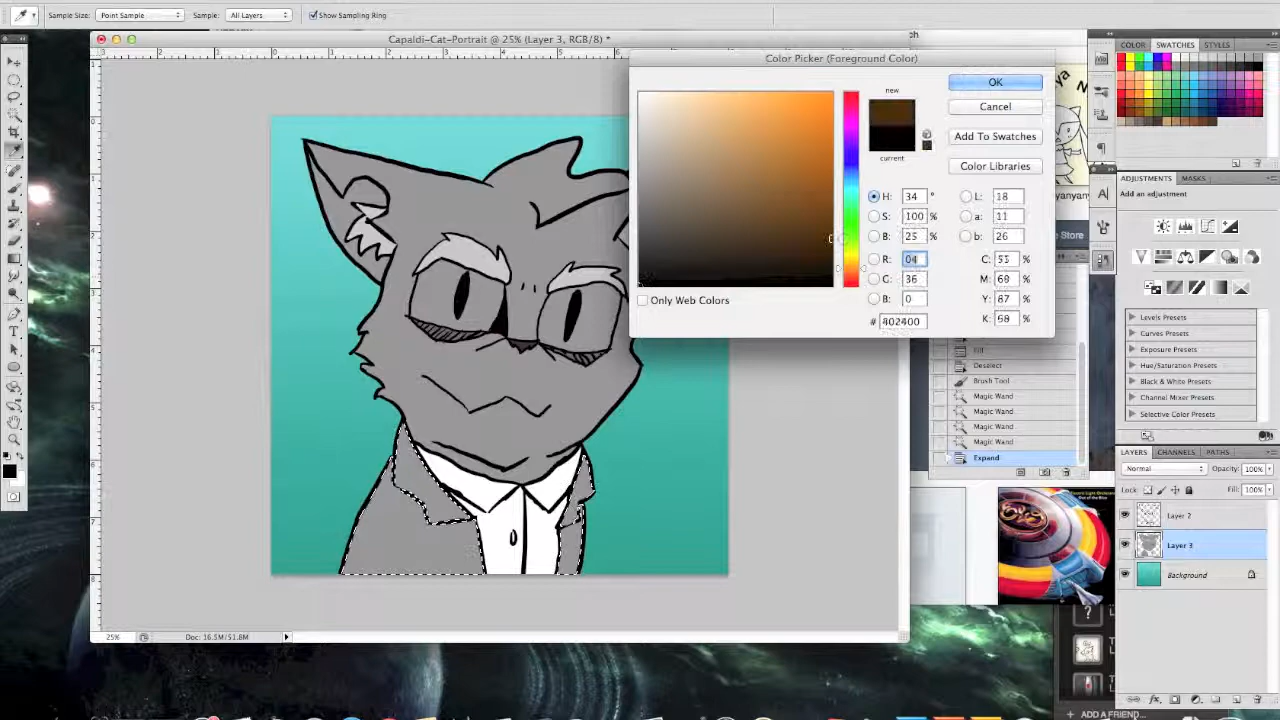 Sample Size: Point Sample Sample: All Layers Show Sampling Ring
Capaldi-Cat-Portrait @ 25% (Layer 3, RGB/8) *
Color Picker (Foreground Color)
new
current
OK
Cancel
Add To Swatches
Color Libraries
H: 34 °
S: 100 %
B: 25 %
R: 04
G: 36
B: 0
# 402400
L: 18
a: 11
b: 26
C: 55 %
M: 69 %
Y: 87 %
K: 68 %
Only Web Colors
COLOR SWATCHES STYLES
ADJUSTMENTS MASKS
Add an adjustment
Levels Presets
Curves Presets
Exposure Presets
Hue/Saturation Presets
Black & White Presets
Channel Mixer Presets
Selective Color Presets
Fill
Deselect
Brush Tool
Magic Wand
Magic Wand
Magic Wand
Magic Wand
Expand
LAYERS CHANNELS PATHS
Normal Opacity: 100%
Lock: Fill: 100%
Layer 2
Layer 3
Background
25% Doc: 16.5M/51.8M
ADD A FRIEND...